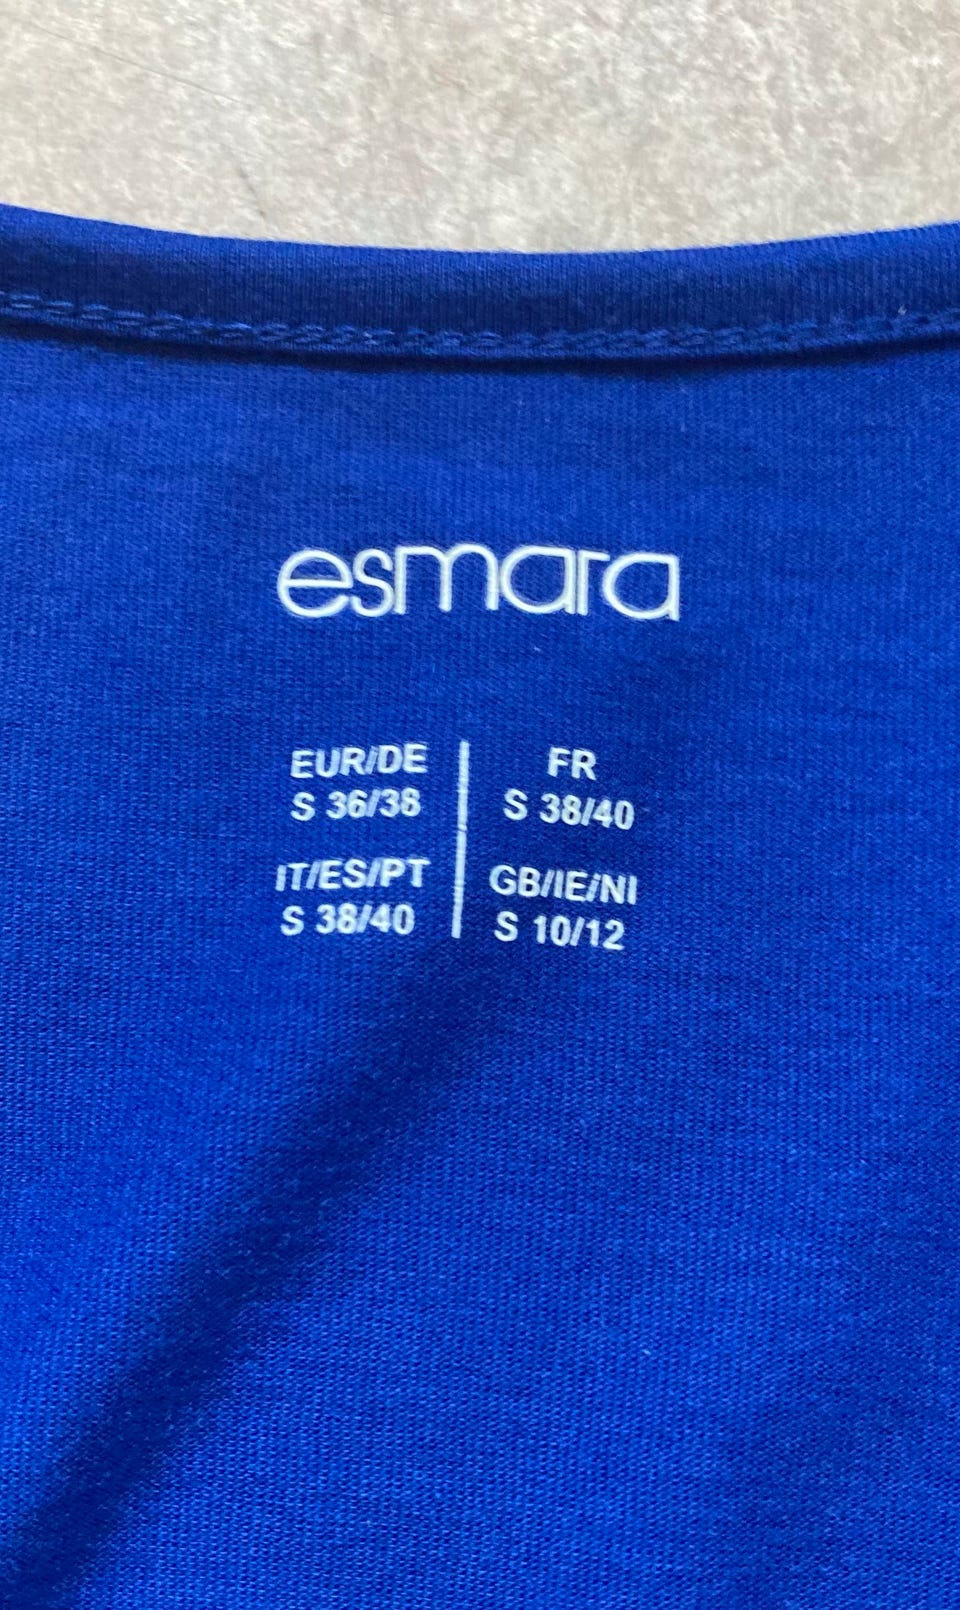 esmara
EUR/DE
S 36/38
FR
S 38/40
IT/ES/PT
S 38/40
GB/IE/NI
S 10/12